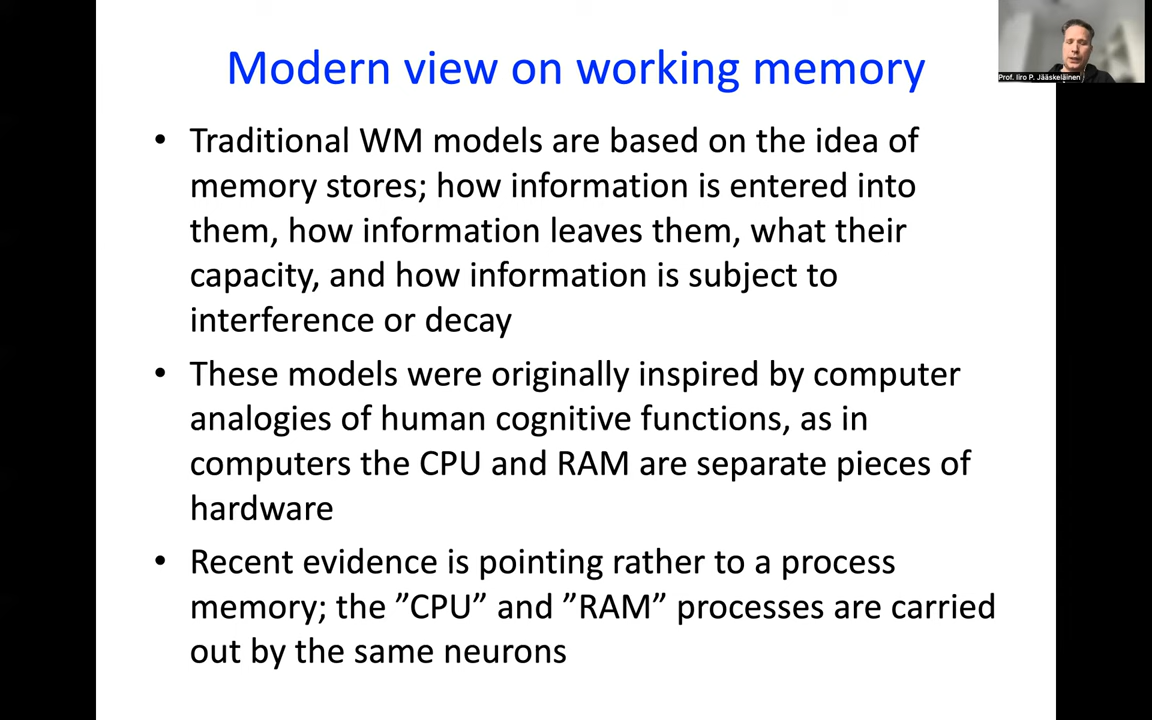 Modern view on working memory
Prof. Iiro P. Jääskeläinen
• Traditional WM models are based on the idea of
memory stores; how information is entered into
them, how information leaves them, what their
capacity, and how information is subject to
interference or decay
• These models were originally inspired by computer
analogies of human cognitive functions, as in
computers the CPU and RAM are separate pieces of
hardware
• Recent evidence is pointing rather to a process
memory; the ”CPU” and ”RAM” processes are carried
out by the same neurons